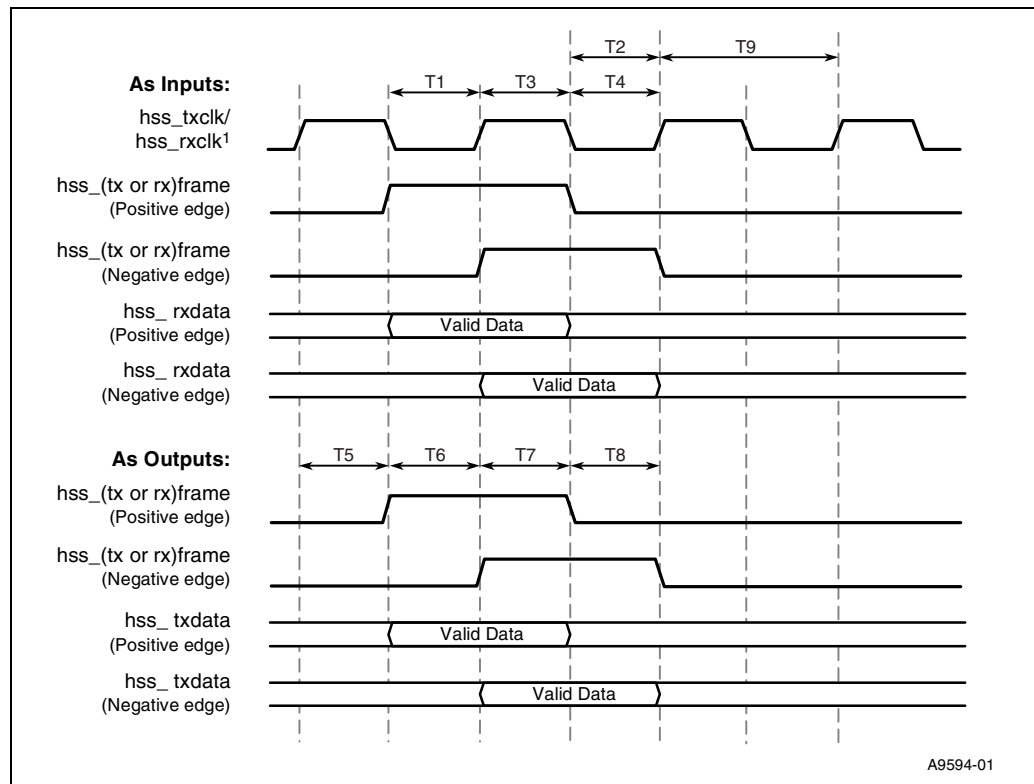 T2 T9
As Inputs: T1 T3 T4
hss_txclk/
hss_rxclk1
hss_(tx or rx)frame
(Positive edge)
hss_(tx or rx)frame
(Negative edge)
hss_ rxdata
(Positive edge)
Valid Data
hss_ rxdata
(Negative edge)
Valid Data
As Outputs: T5 T6 T7 T8
hss_(tx or rx)frame
(Positive edge)
hss_(tx or rx)frame
(Negative edge)
hss_ txdata
(Positive edge)
Valid Data
hss_ txdata
(Negative edge)
Valid Data
A9594-01